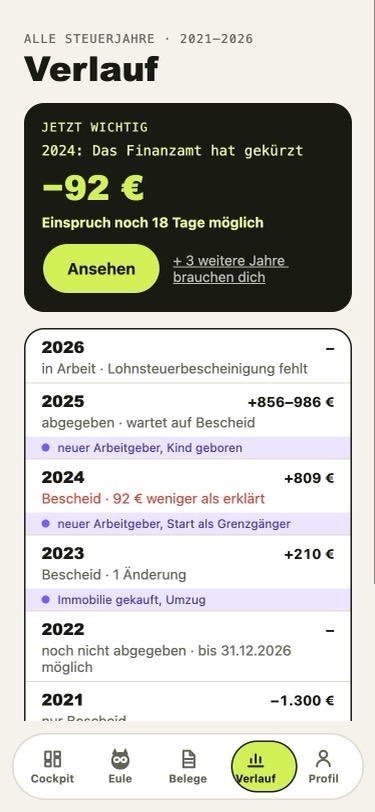 ALLE STEUERJAHRE · 2021–2026
Verlauf
JETZT WICHTIG
2024: Das Finanzamt hat gekürzt
−92 €
Einspruch noch 18 Tage möglich
Ansehen
+ 3 weitere Jahre
brauchen dich
2026 –
in Arbeit · Lohnsteuerbescheinigung fehlt
2025 +856–986 €
abgegeben · wartet auf Bescheid
neuer Arbeitgeber, Kind geboren
2024 +809 €
Bescheid · 92 € weniger als erklärt
neuer Arbeitgeber, Start als Grenzgänger
2023 +210 €
Bescheid · 1 Änderung
Immobilie gekauft, Umzug
2022 –
noch nicht abgegeben · bis 31.12.2026
möglich
2021 −1.300 €
nur Bescheid
Cockpit Eule Belege Verlauf Profil